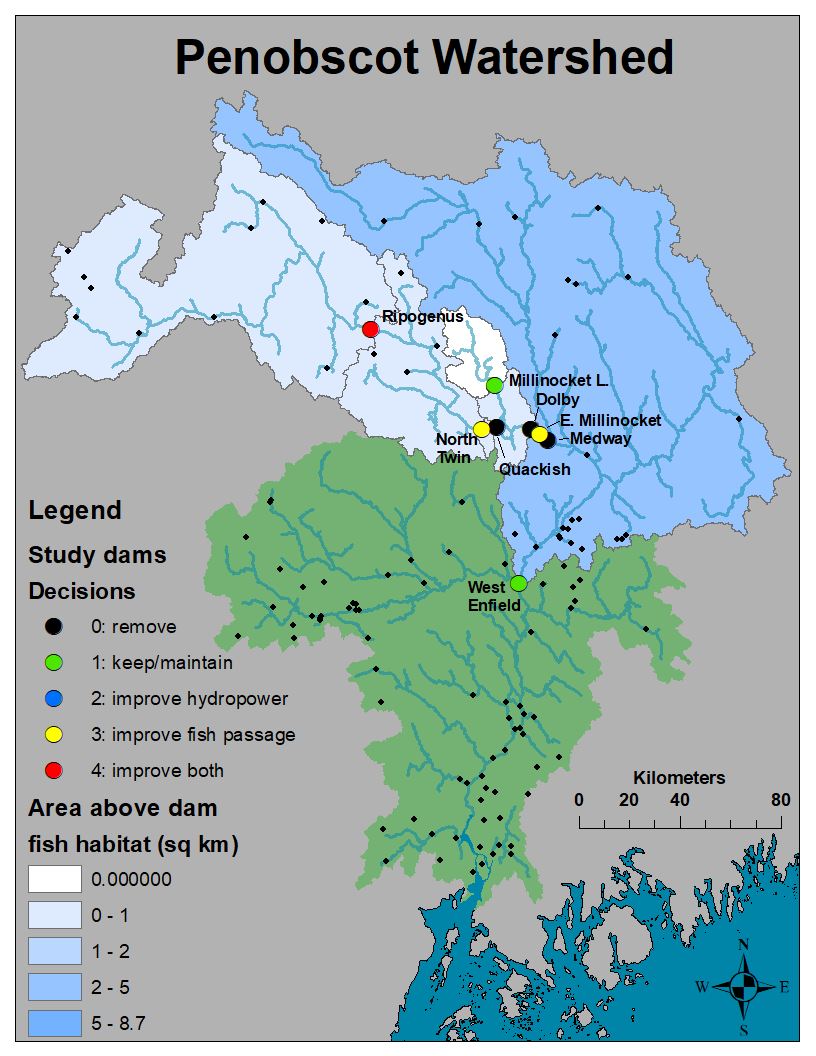 Penobscot Watershed
Ripogenus
Millinocket L.
Dolby
E. Millinocket
Medway
North
Twin
Quackish
West
Enfield
Legend
Study dams
Decisions
0: remove
1: keep/maintain
2: improve hydropower
3: improve fish passage
4: improve both
Area above dam
fish habitat (sq km)
0.000000
0 - 1
1 - 2
2 - 5
5 - 8.7
Kilometers
0 20 40 80
N
W E
S